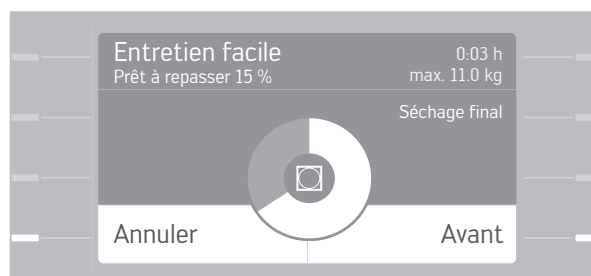 Entretien facile
0:03 h
Prêt à repasser 15 %
max. 11.0 kg
Séchage final
Annuler
Avant